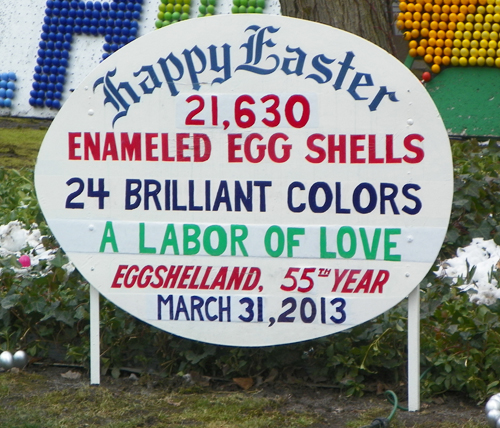 Happy Easter
21,630
ENAMELED EGG SHELLS
24 BRILLIANT COLORS
A LABOR OF LOVE
EGGSHELLAND, 55TH YEAR
MARCH 31, 2013